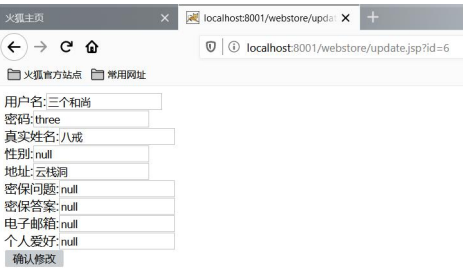 火狐主页
localhost:8001/webstore/updat
localhost:8001/webstore/update.jsp?id=6
火狐官方站点 常用网址
用户名:三个和尚
密码:three
真实姓名:八戒
性别:null
地址:云栈洞
密保问题:null
密保答案:null
电子邮箱:null
个人爱好:null
确认修改